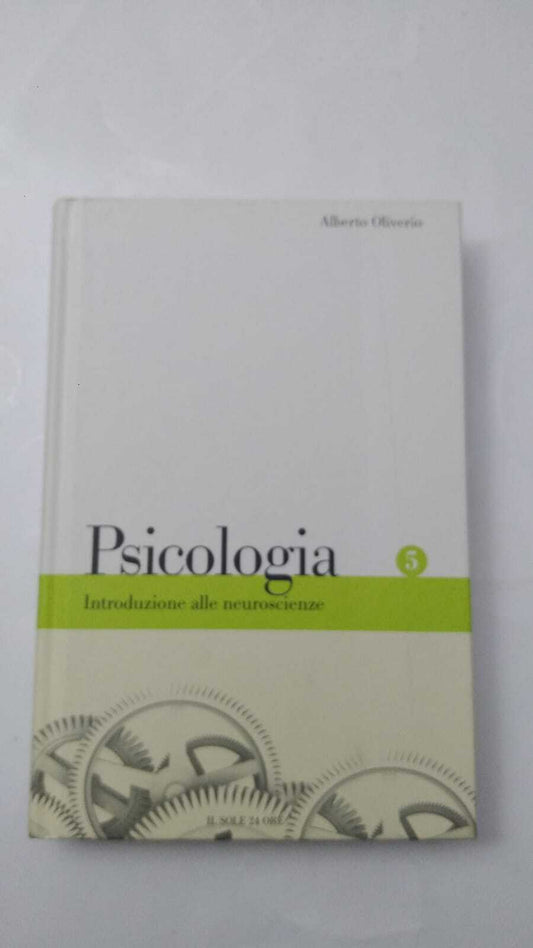 Alberto Oliverio
Psicologia
5
Introduzione alle neuroscienze
IL SOLE 24 ORE